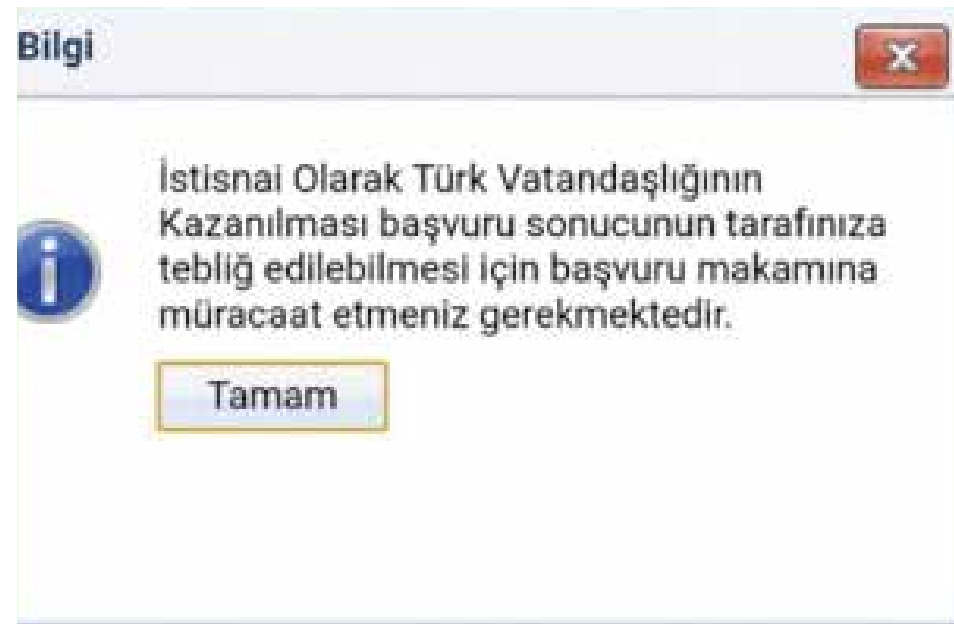 Bilgi
İstisnai Olarak Türk Vatandaşlığının
Kazanılması başvuru sonucunun tarafınıza
tebliğ edilebilmesi için başvuru makamına
müracaat etmeniz gerekmektedir.
Tamam